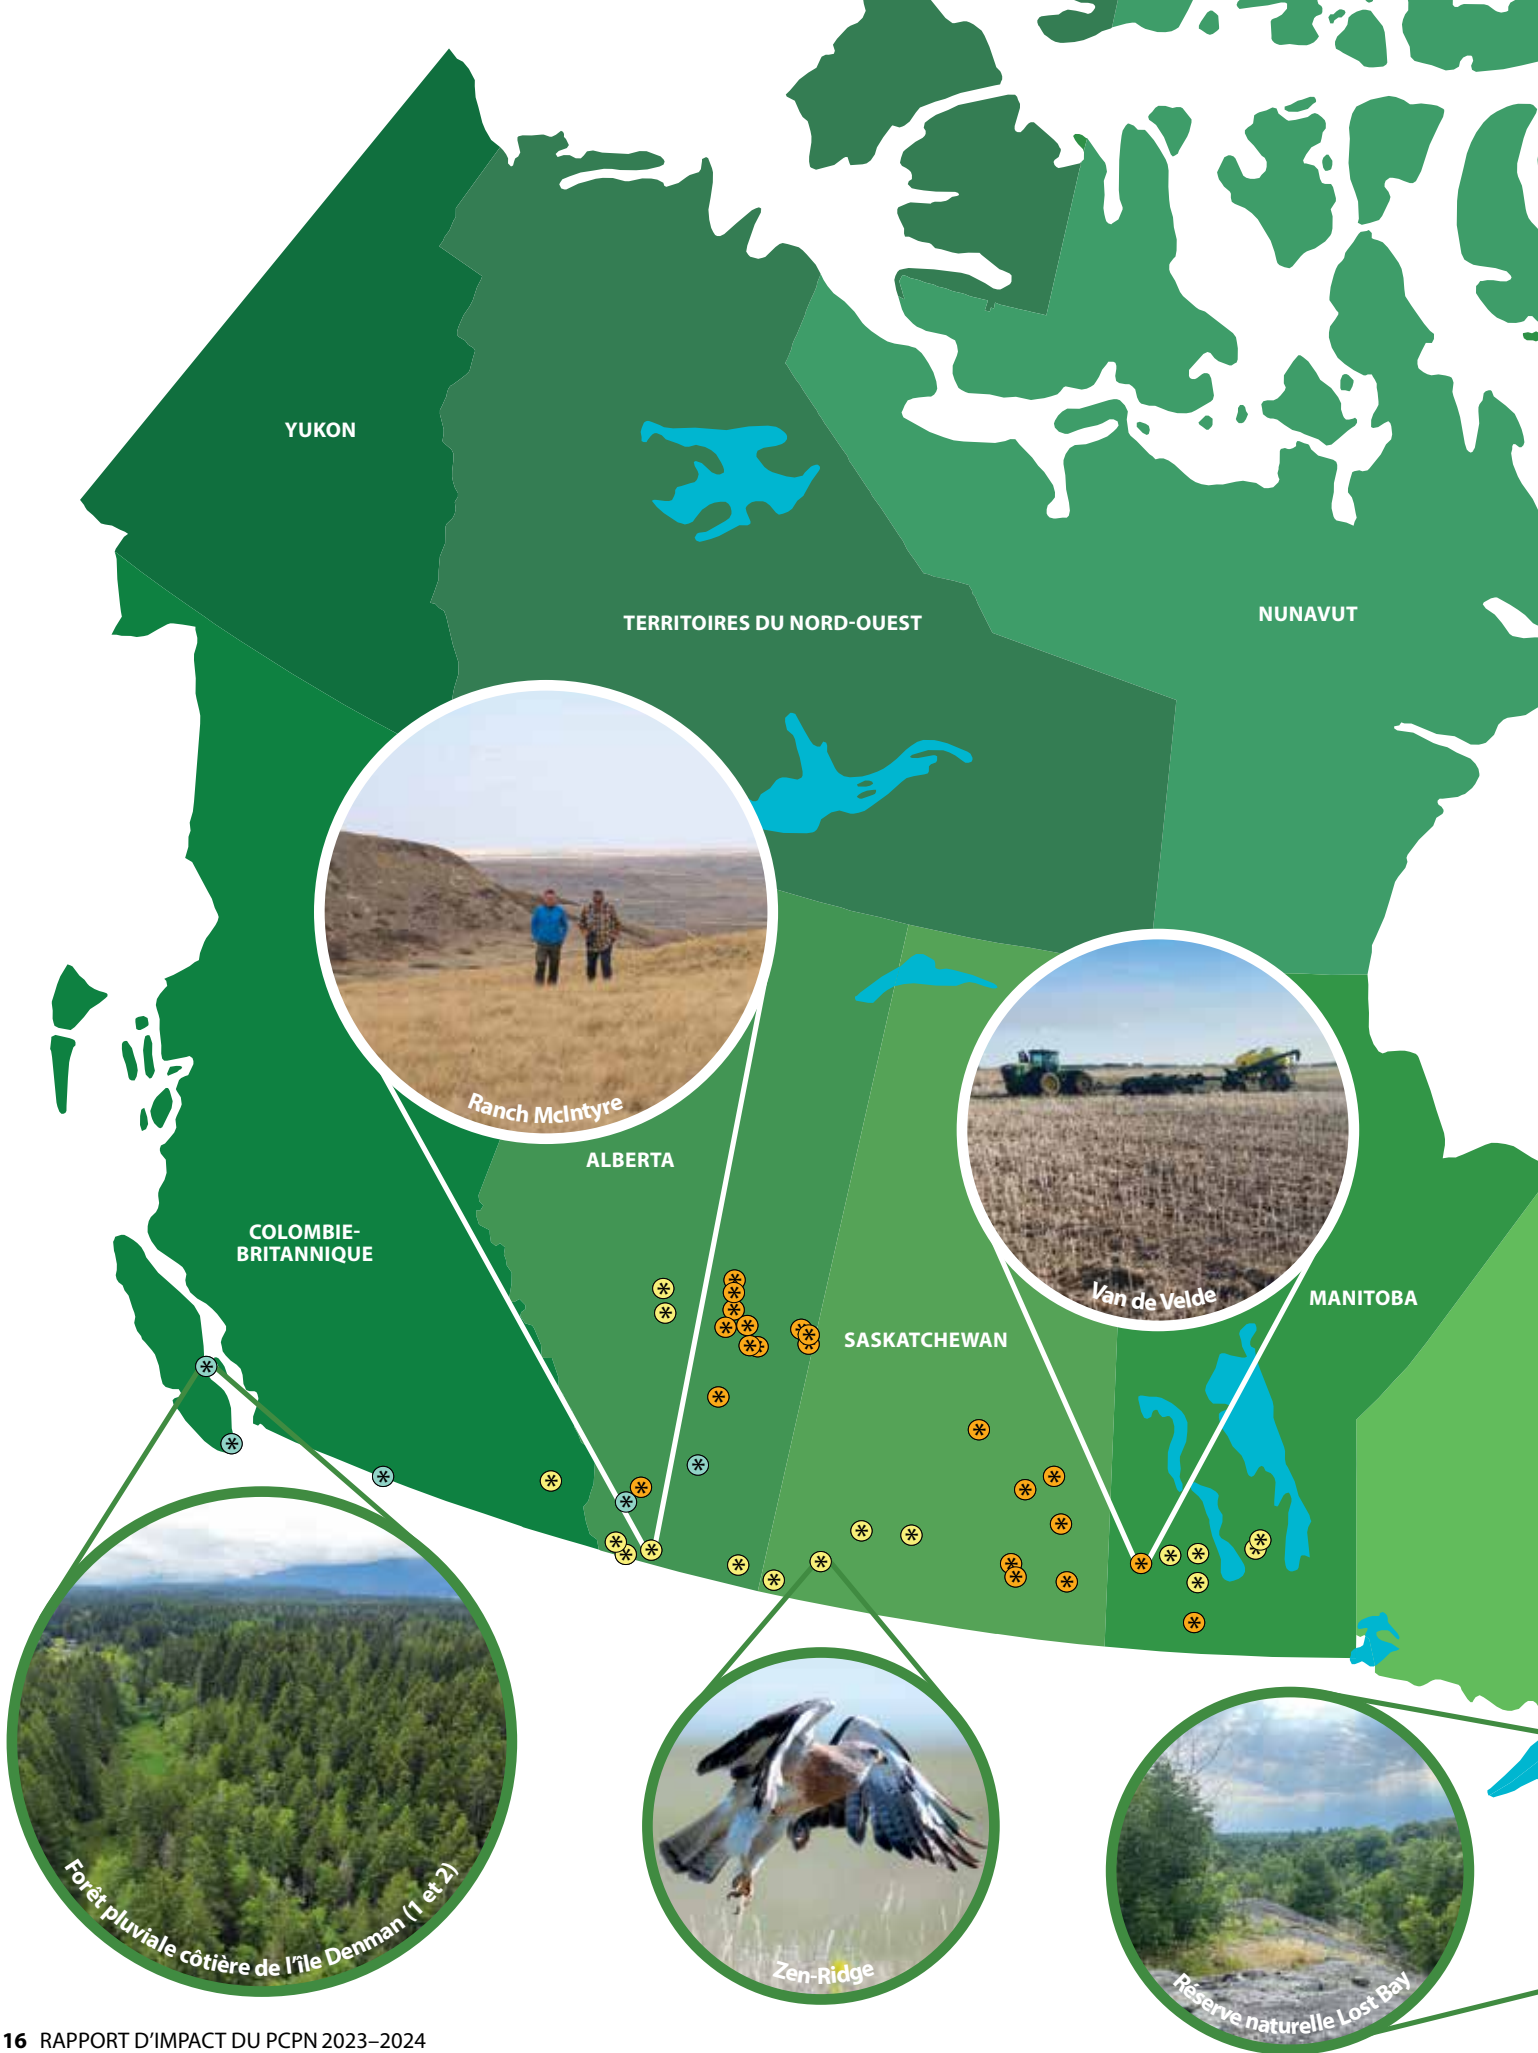 YUKON
TERRITOIRES DU NORD-OUEST
NUNAVUT
Ranch McIntyre
ALBERTA
COLOMBIE-
BRITANNIQUE
Van de Velde
MANITOBA
SASKATCHEWAN
Forêt pluviale côtière de l'île Denman (1 et 2)
Zen-Ridge
Réserve naturelle Lost Bay
16 RAPPORT D'IMPACT DU PCPN 2023–2024